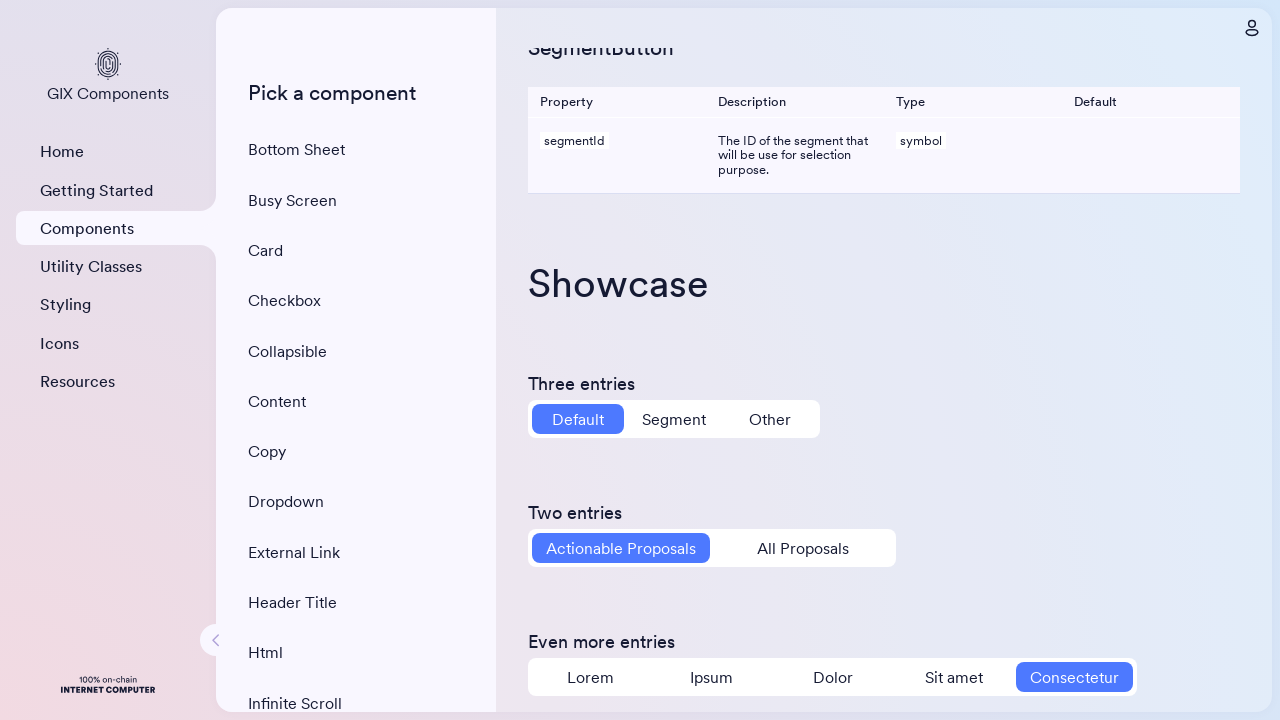 GIX Components
Home
Getting Started
Components
Utility Classes
Styling
Icons
Resources
100% on-chain
INTERNET COMPUTER
Pick a component
Bottom Sheet
Busy Screen
Card
Checkbox
Collapsible
Content
Copy
Dropdown
External Link
Header Title
Html
Infinite Scroll
SegmentButton
Property Description Type Default
segmentId The ID of the segment that symbol
will be use for selection
purpose.
Showcase
Three entries
Default Segment Other
Two entries
Actionable Proposals All Proposals
Even more entries
Lorem Ipsum Dolor Sit amet Consectetur